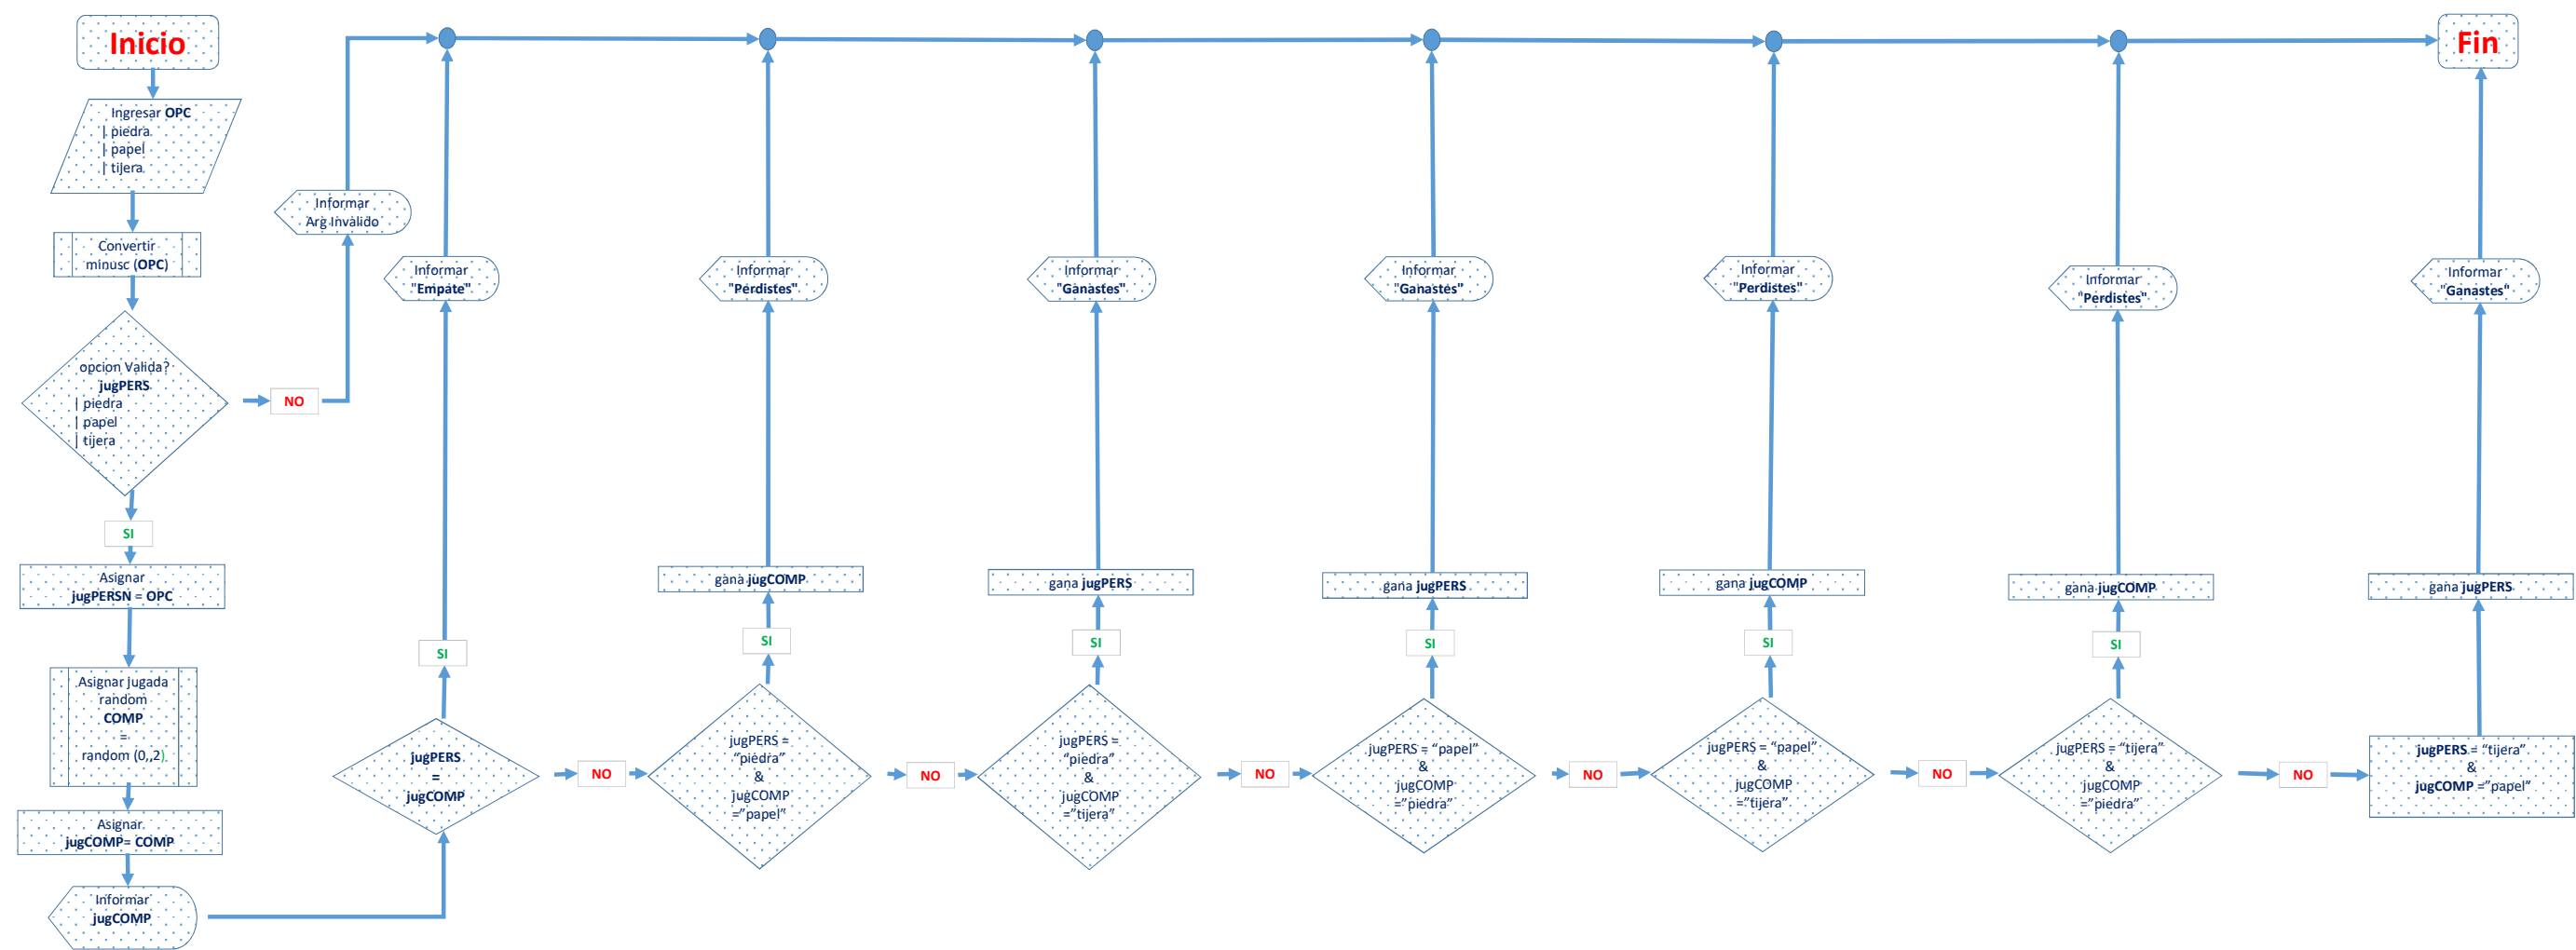 Inicio
Ingresar OPC
| piedra
| papel
| tijera
Convertir
minusc (OPC)
opcion Valida?
jugPERS
| piedra
| papel
| tijera
NO
Informar
Arg Invalido
SI
Asignar
jugPERSN = OPC
Asignar jugada
random
COMP
=
random (0,,2)
Asignar
jugCOMP= COMP
Informar
jugCOMP
jugPERS
=
jugCOMP
SI
Informar
"Empate"
NO
jugPERS =
“piedra”
&
jugCOMP
=”papel”
SI
gana jugCOMP
Informar
"Perdistes"
NO
jugPERS =
“piedra”
&
jugCOMP
=”tijera”
SI
gana jugPERS
Informar
"Ganastes"
NO
jugPERS = “papel”
&
jugCOMP
=”piedra”
SI
gana jugPERS
Informar
"Ganastes"
NO
jugPERS = “papel”
&
jugCOMP
=”tijera”
SI
gana jugCOMP
Informar
"Perdistes"
NO
jugPERS = “tijera”
&
jugCOMP
=”piedra”
SI
gana jugCOMP
Informar
"Perdistes"
NO
jugPERS = “tijera”
&
jugCOMP =”papel”
gana jugPERS
Informar
"Ganastes"
Fin